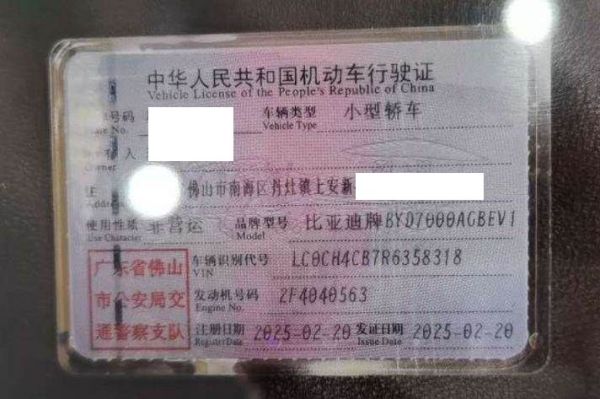 中华人民共和国机动车行驶证
Vehicle License of the People's Republic of China
号码 车辆类型 小型轿车
No. Vehicle Type
人
Owner
住 佛山市南海区丹灶镇上安新
使用性质 非营运 品牌型号 比亚迪牌BYD7000AGBEV1
Use Character Model
车辆识别代号 LC0CH4CB7R6358318
VIN
发动机号码 2F4040563
Engine No.
注册日期 2025-02-20 发证日期 2025-02-20
Register Date Issue Date
广东省佛山
市公安局交
通警察支队